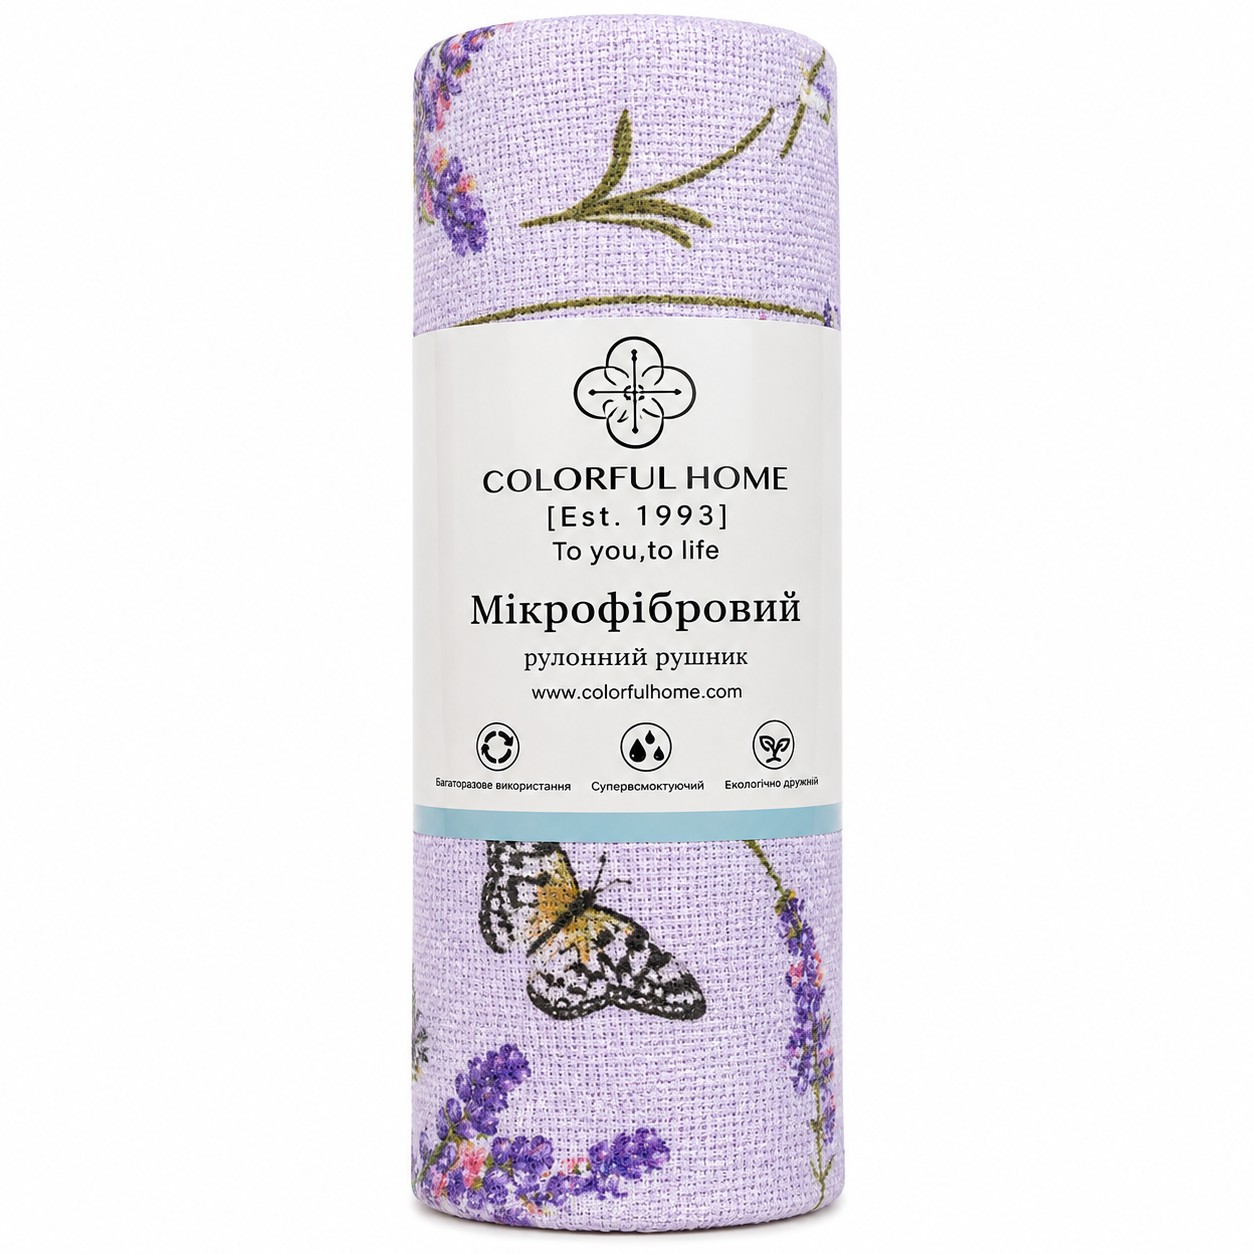 COLORFUL HOME
[Est. 1993]
To you,to life
Мікрофібровий
рулонний рушник
www.colorfulhome.com
Багаторазове використання
Супервсмоктуючий
Екологічно дружній